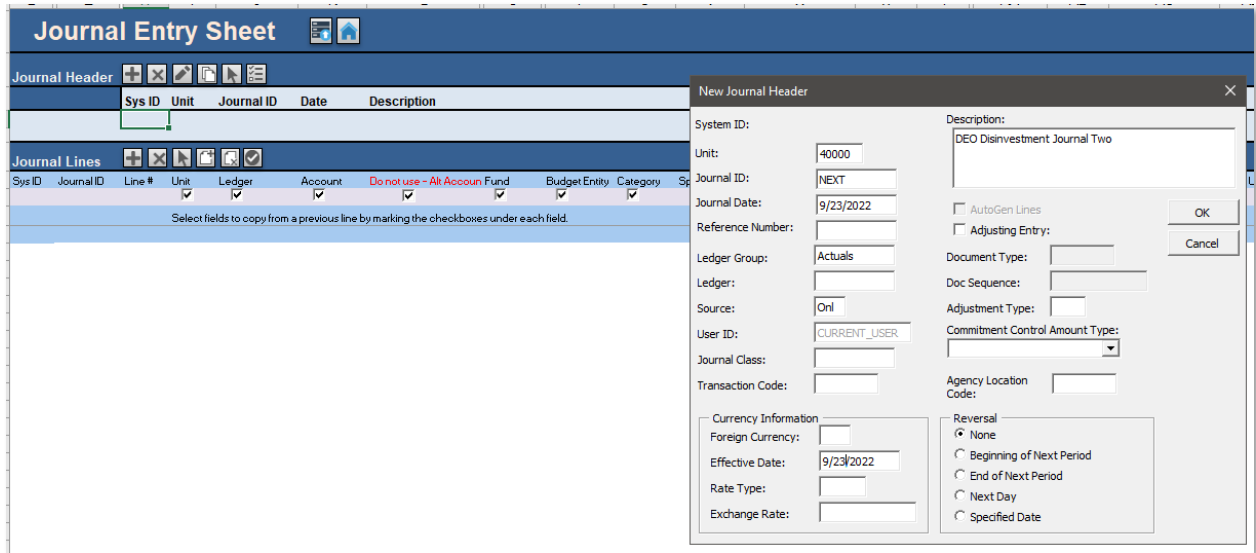 Journal Entry Sheet
Journal Header
Sys ID Unit Journal ID Date Description
Journal Lines
Sys ID Journal ID Line # Unit Ledger Account Do not use - Alt Accoun Fund Budget Entity Category
Select fields to copy from a previous line by marking the checkboxes under each field.
New Journal Header
System ID:
Unit: 40000
Journal ID: NEXT
Journal Date: 9/23/2022
Reference Number:
Ledger Group: Actuals
Ledger:
Source: Onl
User ID: CURRENT_USER
Journal Class:
Transaction Code:
Currency Information
Foreign Currency:
Effective Date: 9/23/2022
Rate Type:
Exchange Rate:
Description:
DEO Disinvestment Journal Two
AutoGen Lines
Adjusting Entry:
OK
Cancel
Document Type:
Doc Sequence:
Adjustment Type:
Commitment Control Amount Type:
Agency Location
Code:
Reversal
None
Beginning of Next Period
End of Next Period
Next Day
Specified Date